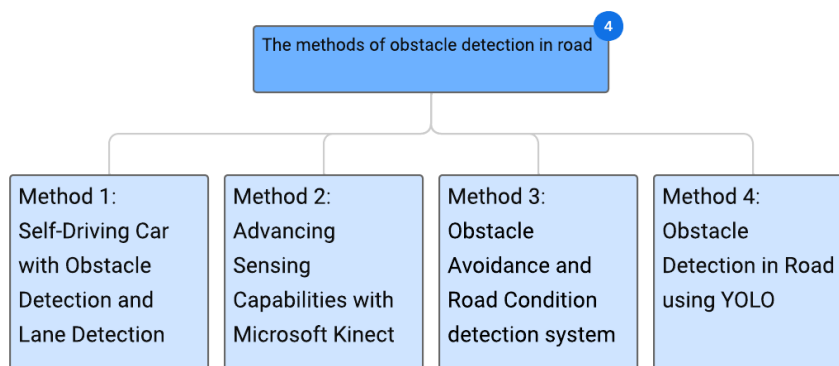 4
The methods of obstacle detection in road
Method 1:
Self-Driving Car
with Obstacle
Detection and
Lane Detection
Method 2:
Advancing
Sensing
Capabilities with
Microsoft Kinect
Method 3:
Obstacle
Avoidance and
Road Condition
detection system
Method 4:
Obstacle
Detection in Road
using YOLO